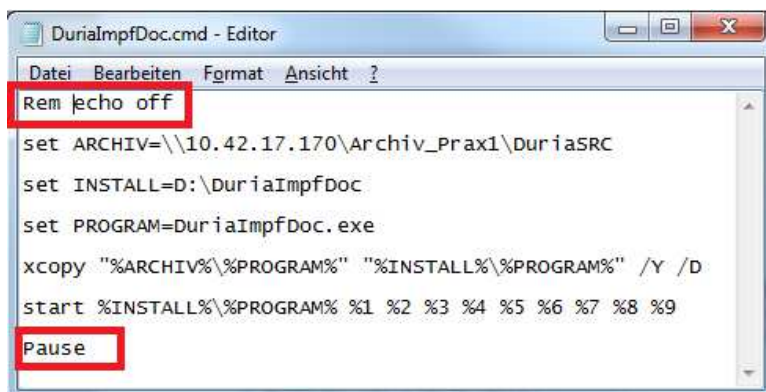 DuriaImpfDoc.cmd - Editor
Datei Bearbeiten Format Ansicht ?
Rem echo off
set ARCHIV=\\10.42.17.170\Archiv_Prax1\DuriaSRC
set INSTALL=D:\DuriaImpfDoc
set PROGRAM=DuriaImpfDoc.exe
xcopy "%ARCHIV%\%PROGRAM%" "%INSTALL%\%PROGRAM%" /Y /D
start %INSTALL%\%PROGRAM% %1 %2 %3 %4 %5 %6 %7 %8 %9
Pause